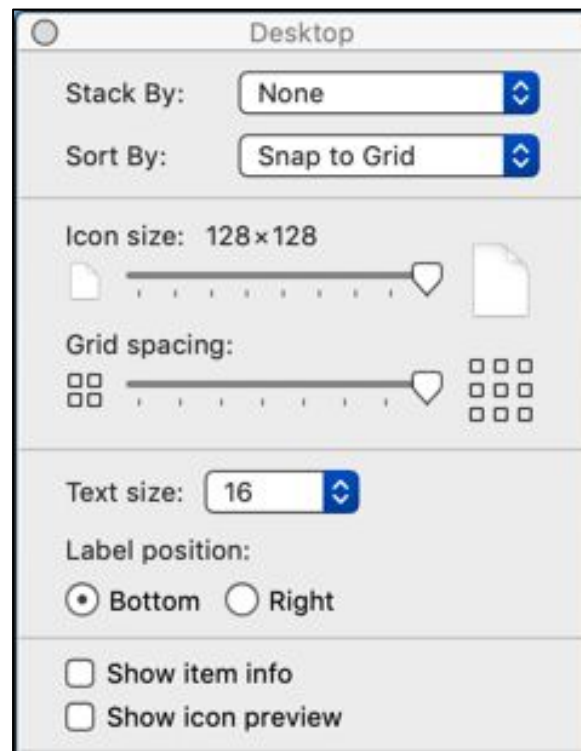 Desktop
Stack By: None
Sort By: Snap to Grid
Icon size: 128×128
Grid spacing:
Text size: 16
Label position:
Bottom Right
Show item info
Show icon preview